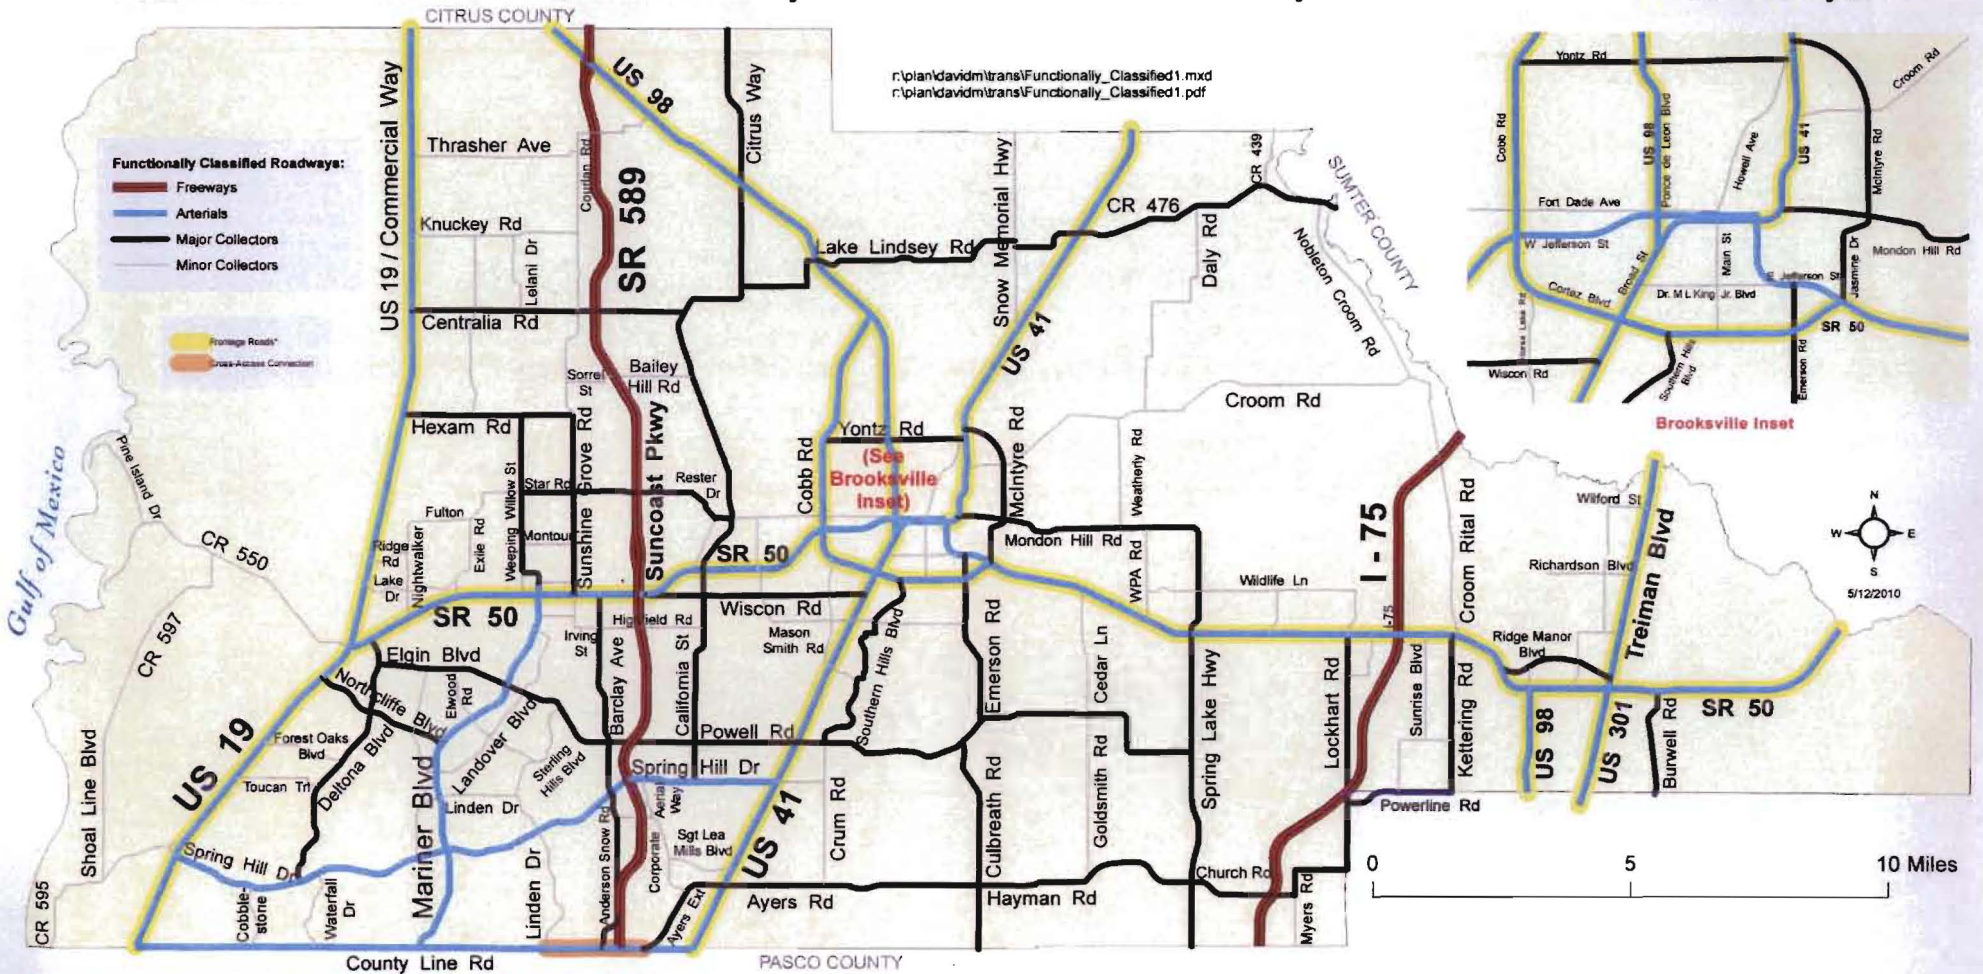 CITRUS COUNTY
r:\plan\davidm\trans\Functionally_Classified1.mxd
r:\plan\davidm\trans\Functionally_Classified1.pdf
Functionally Classified Roadways:
Freeways
Arterials
Major Collectors
Minor Collectors
Frontage Roads*
Cross-Access Connection
US 19 / Commercial Way
US 98
Citrus Way
Thrasher Ave
SR 589
Knuckey Rd
Lelani Dr
Centralia Rd
Lake Lindsey Rd
Snow Memorial Hwy
US 41
CR 476
CR 439
Daly Rd
SUMTER COUNTY
Nobleton Croom Rd
Croom Rd
Bailey
Hill Rd
Sorrel
St
Hexam Rd
Sunshine Grove Rd
Suncoast Pkwy
Yontz Rd
(See
Brooksville
Inset)
Cobb Rd
McIntyre Rd
Weatherly Rd
Star Rd
Rester
Dr
Weeping Willow St
Fulton
Montour
Exile Rd
Nightwalker
Ridge
Rd
Lake
Dr
Gulf of Mexico
Pine Island Dr
CR 550
CR 597
SR 50
SR 50
Mondon Hill Rd
WPA Rd
Wildlife Ln
I - 75
I-75
Croom Rital Rd
Wilford St
Richardson Blvd
Treiman Blvd
Ridge Manor
Blvd
Wiscon Rd
Highfield Rd
Irving
St
Mason
Smith Rd
Barclay Ave
California St
Southern Hills Blvd
Emerson Rd
Cedar Ln
Spring Lake Hwy
Lockhart Rd
Sunrise Blvd
Kettering Rd
US 98
US 301
Burwell Rd
SR 50
Elgin Blvd
Northcliffe Blvd
Elwood
Rd
Landover Blvd
Forest Oaks
Blvd
Deltona Blvd
Toucan Trl
Mariner Blvd
Sterling
Hills Blvd
Linden Dr
Powell Rd
Spring Hill Dr
Aerial
Way
Corporate
Sgt Lea
Mills Blvd
US 41
Crum Rd
Culbreath Rd
Goldsmith Rd
Powerline Rd
US 19
Shoal Line Blvd
Spring Hill Dr
CR 595
Cobble-
stone
Waterfall
Dr
Linden Dr
Anderson Snow Rd
Ayers Ext
Ayers Rd
Hayman Rd
Church Rd
Myers Rd
County Line Rd
PASCO COUNTY
0 5 10 Miles
N
W E
S
5/12/2010
Yontz Rd
Cobb Rd
US 98
Ponce de Leon Blvd
Howell Ave
US 41
McIntyre Rd
Croom Rd
Fort Dade Ave
W Jefferson St
Broad St
Main St
Mondon Hill Rd
E Jefferson St
Jasmine Dr
Cortez Blvd
Dr. M L King Jr. Blvd
SR 50
Wiscon Rd
Southern Hills
Blvd
Emerson Rd
Brooksville Inset